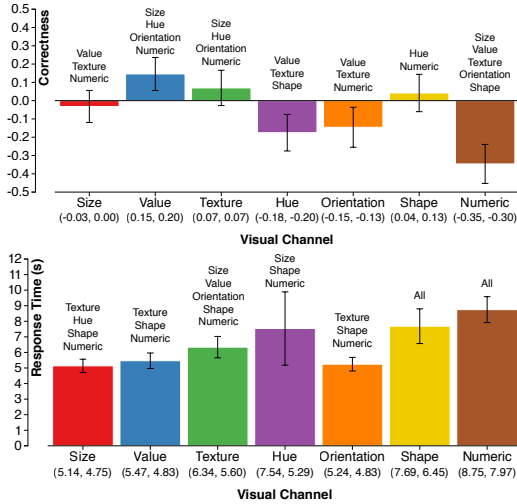 Correctness
0.5
0.4
0.3
0.2
0.1
0.0
-0.1
-0.2
-0.3
-0.4
-0.5
Value
Texture
Numeric
Size
Hue
Orientation
Numeric
Size
Hue
Orientation
Numeric
Value
Texture
Shape
Value
Texture
Numeric
Hue
Numeric
Size
Value
Texture
Orientation
Shape
Size Value Texture Hue Orientation Shape Numeric
(-0.03, 0.00) (0.15, 0.20) (0.07, 0.07) (-0.18, -0.20) (-0.15, -0.13) (0.04, 0.13) (-0.35, -0.30)
Visual Channel
Response Time (s)
12
11
10
9
8
7
6
5
4
3
2
1
0
Texture
Hue
Shape
Numeric
Texture
Shape
Numeric
Size
Value
Orientation
Shape
Numeric
Size
Shape
Numeric
Texture
Shape
Numeric
All
All
Size Value Texture Hue Orientation Shape Numeric
(5.14, 4.75) (5.47, 4.83) (6.34, 5.60) (7.54, 5.29) (5.24, 4.83) (7.69, 6.45) (8.75, 7.97)
Visual Channel